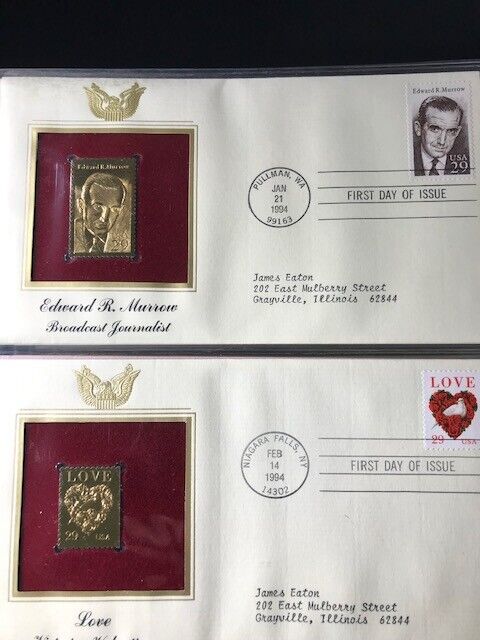 Edward R. Murrow
USA
29
Edward R. Murrow
29
PULLMAN, WA
JAN
21
1994
99163
FIRST DAY OF ISSUE
James Eaton
202 East Mulberry Street
Grayville, Illinois 62844
Edward R. Murrow
Broadcast Journalist
LOVE
29 USA
LOVE
29 USA
NIAGARA FALLS, NY
FEB
14
1994
14302
FIRST DAY OF ISSUE
James Eaton
202 East Mulberry Street
Grayville, Illinois 62844
Love